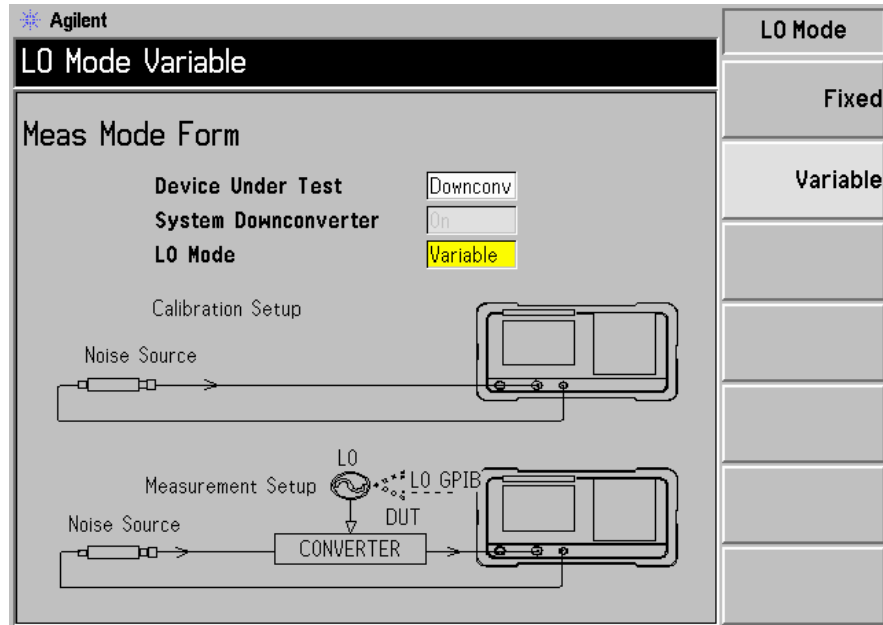 Agilent
LO Mode
LO Mode Variable
Fixed
Meas Mode Form
Variable
Device Under Test Downconv
System Downconverter On
LO Mode Variable
Calibration Setup
Noise Source
LO
Measurement Setup LO GPIB
Noise Source DUT
CONVERTER